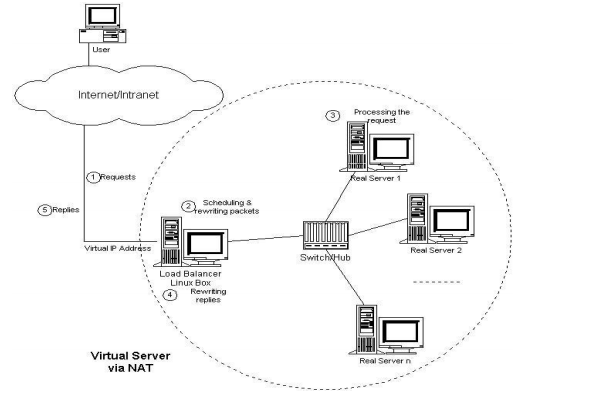 User
Internet/Intranet
3
Processing the
request
Real Server 1
1 Requests
2
Scheduling &
rewriting packets
5 Replies
Virtual IP Address
Switch/Hub
Real Server 2
Load Balancer
Linux Box
4
Rewriting
replies
Virtual Server
via NAT
Real Server n